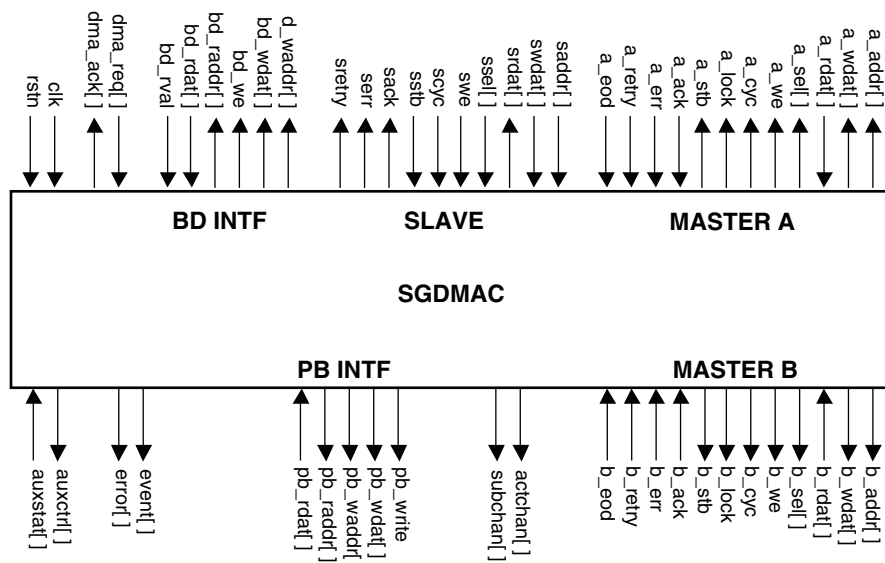 rstn
clk
dma_ack[ ]
dma_req[ ]
bd_rval
bd_rdat[ ]
bd_raddr[ ]
bd_we
bd_wdat[ ]
d_waddr[ ]
sretry
serr
sack
sstb
scyc
swe
ssel[ ]
srdat[ ]
swdat[ ]
saddr[ ]
a_eod
a_retry
a_err
a_ack
a_stb
a_lock
a_cyc
a_we
a_sel[ ]
a_rdat[ ]
a_wdat[ ]
a_addr[ ]
BD INTF
SLAVE
MASTER A
SGDMAC
PB INTF
MASTER B
auxstat[ ]
auxctrl[ ]
error[ ]
event[ ]
pb_rdat[ ]
pb_raddr[ ]
pb_waddr[
pb_wdat[ ]
pb_write
subchan[ ]
actchan[ ]
b_eod
b_retry
b_err
b_ack
b_stb
b_lock
b_cyc
b_we
b_sel[ ]
b_rdat[ ]
b_wdat[ ]
b_addr[ ]